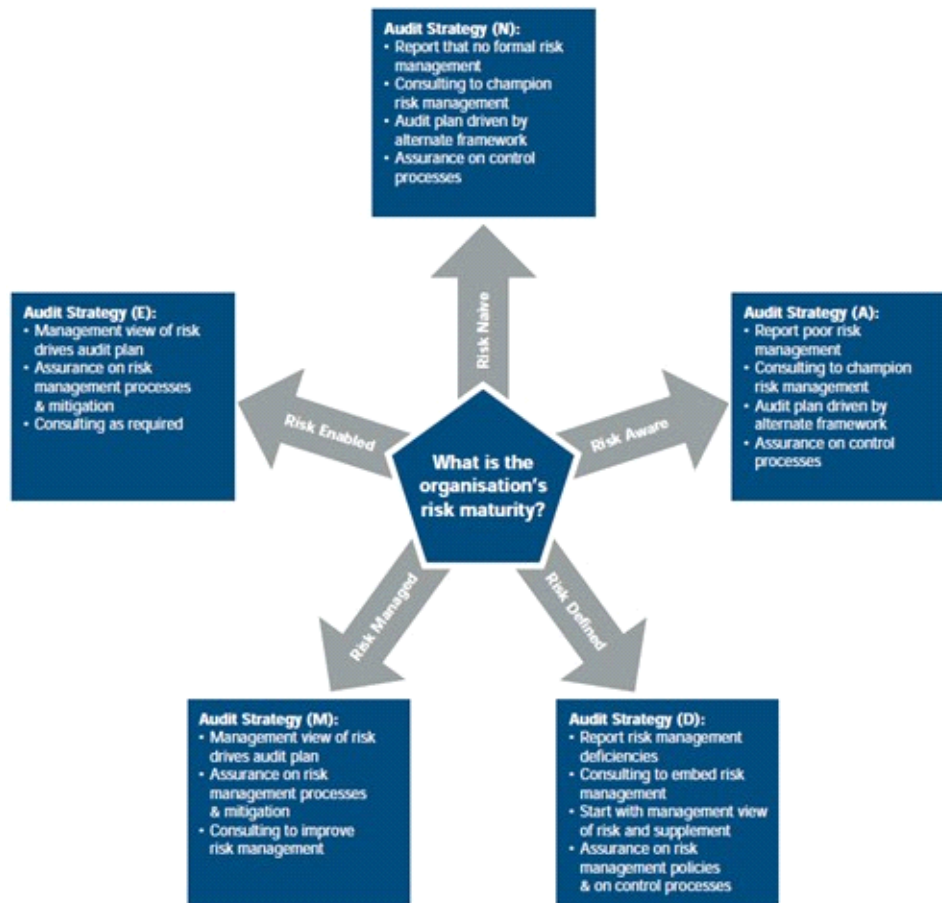 Audit Strategy (N):
• Report that no formal risk
management
• Consulting to champion
risk management
• Audit plan driven by
alternate framework
• Assurance on control
processes
Risk Naive
Audit Strategy (E):
• Management view of risk
drives audit plan
• Assurance on risk
management processes
& mitigation
• Consulting as required
Risk Enabled
Audit Strategy (A):
• Report poor risk
management
• Consulting to champion
risk management
• Audit plan driven by
alternate framework
• Assurance on control
processes
Risk Aware
What is the
organisation's
risk maturity?
Risk Managed
Risk Defined
Audit Strategy (M):
• Management view of risk
drives audit plan
• Assurance on risk
management processes
& mitigation
• Consulting to improve
risk management
Audit Strategy (D):
• Report risk management
deficiencies
• Consulting to embed risk
management
• Start with management view
of risk and supplement
• Assurance on risk
management policies
& on control processes